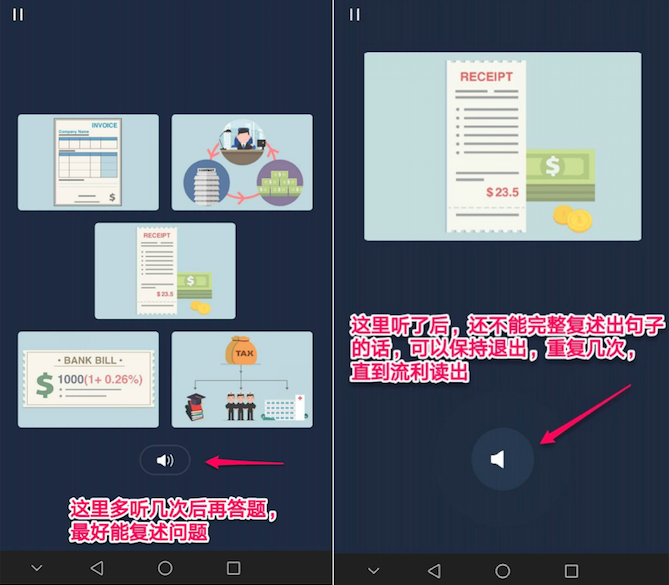 INVOICE
Company Name
$
$
RECEIPT
$ 23.5
$
BANK BILL
$ 1000(1+ 0.26%)
TAX
这里多听几次后再答题，
最好能复述问题
RECEIPT
$ 23.5
$
这里听了后，还不能完整复述出句子
的话，可以保持退出，重复几次，
直到流利读出